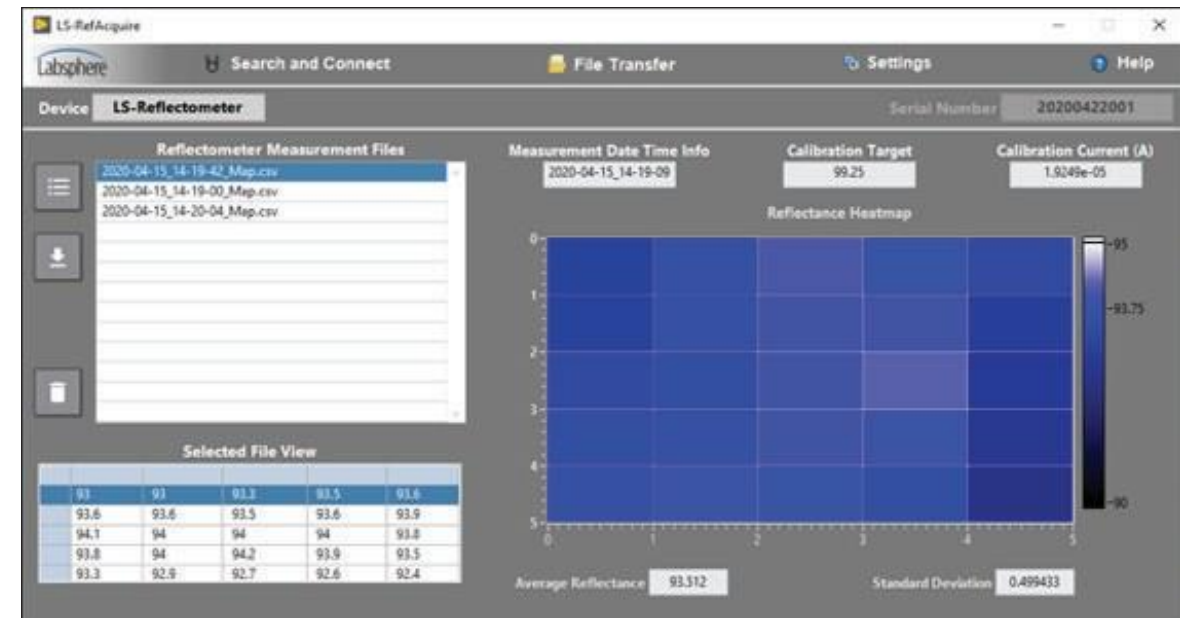 LS-RefAcquire
Labsphere Search and Connect File Transfer Settings Help
Device LS-Reflectometer Serial Number 20200422001
Reflectometer Measurement Files
2020-04-15_14-19-42_Map.csv
2020-04-15_14-19-00_Map.csv
2020-04-15_14-20-04_Map.csv
Selected File View
93 93 93.3 93.5 93.6
93.6 93.6 93.5 93.6 93.9
94.1 94 94 94 93.8
93.8 94 94.2 93.9 93.5
93.3 92.9 92.7 92.6 92.4
Measurement Date Time Info Calibration Target Calibration Current (A)
2020-04-15_14-19-09 99.25 1.9249e-05
Reflectance Heatmap
0
1
2
3
4
5
0 1 2 3 4 5
95
93.75
90
Average Reflectance 93.512 Standard Deviation 0.499433